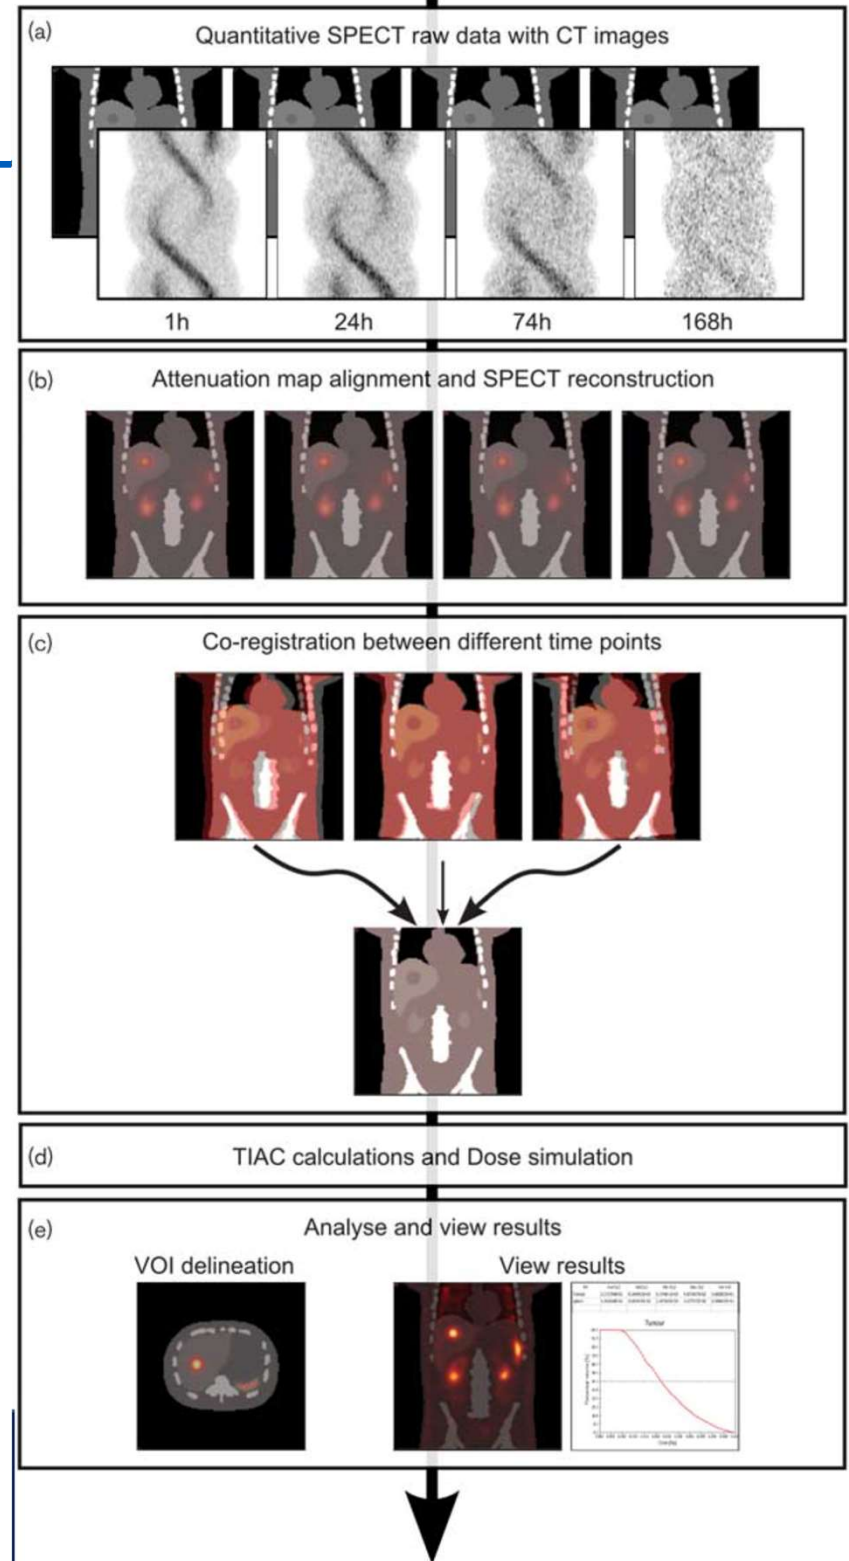 (a)
Quantitative SPECT raw data with CT images
1h 24h 74h 168h
(b)
Attenuation map alignment and SPECT reconstruction
(c)
Co-registration between different time points
(d)
TIAC calculations and Dose simulation
(e)
Analyse and view results
VOI delineation
View results
Tumour